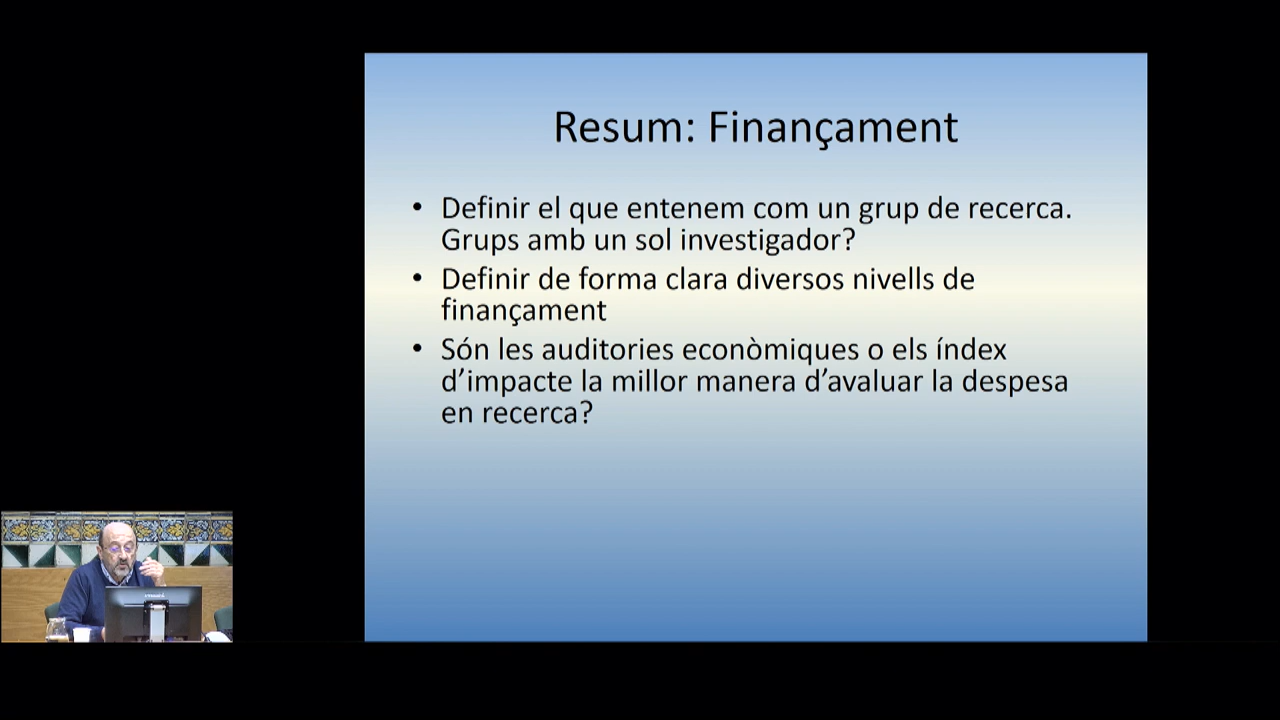 Resum: Finançament
• Definir el que entenem com un grup de recerca.
Grups amb un sol investigador?
• Definir de forma clara diversos nivells de
finançament
• Són les auditories econòmiques o els índex
d’impacte la millor manera d’avaluar la despesa
en recerca?